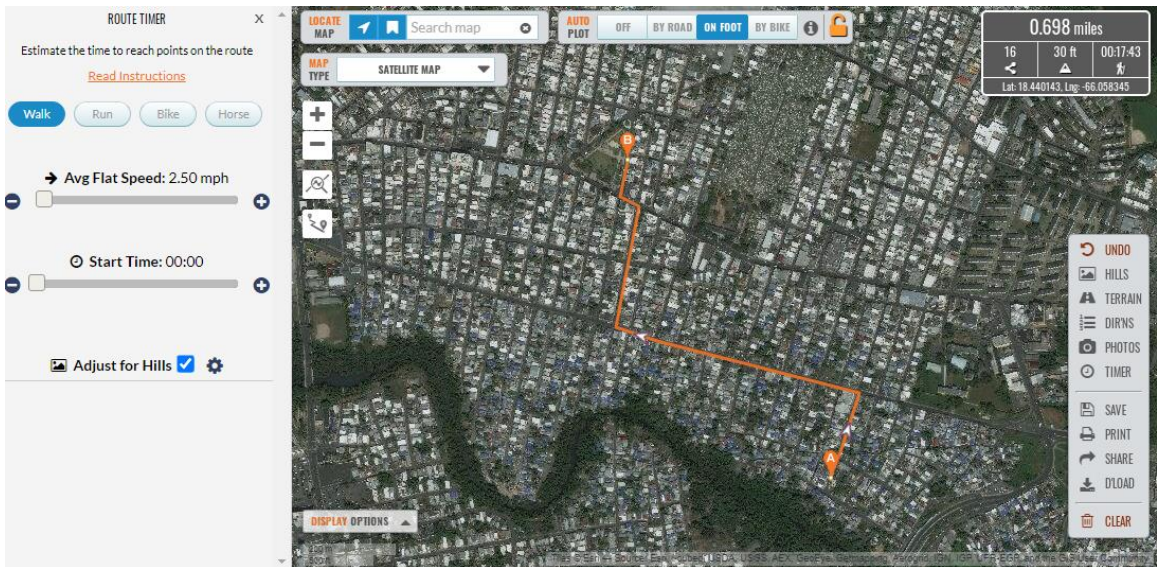 ROUTE TIMER X
Estimate the time to reach points on the route
Read Instructions
Walk Run Bike Horse
Avg Flat Speed: 2.50 mph
Start Time: 00:00
Adjust for Hills
LOCATE
MAP
Search map
AUTO
PLOT
OFF BY ROAD ON FOOT BY BIKE
MAP
TYPE
SATELLITE MAP
0.698 miles
16 30 ft 00:17:43
Lat: 18.440143, Lng: -66.058345
B
A
UNDO
HILLS
TERRAIN
DIR'NS
PHOTOS
TIMER
SAVE
PRINT
SHARE
D'LOAD
CLEAR
DISPLAY OPTIONS